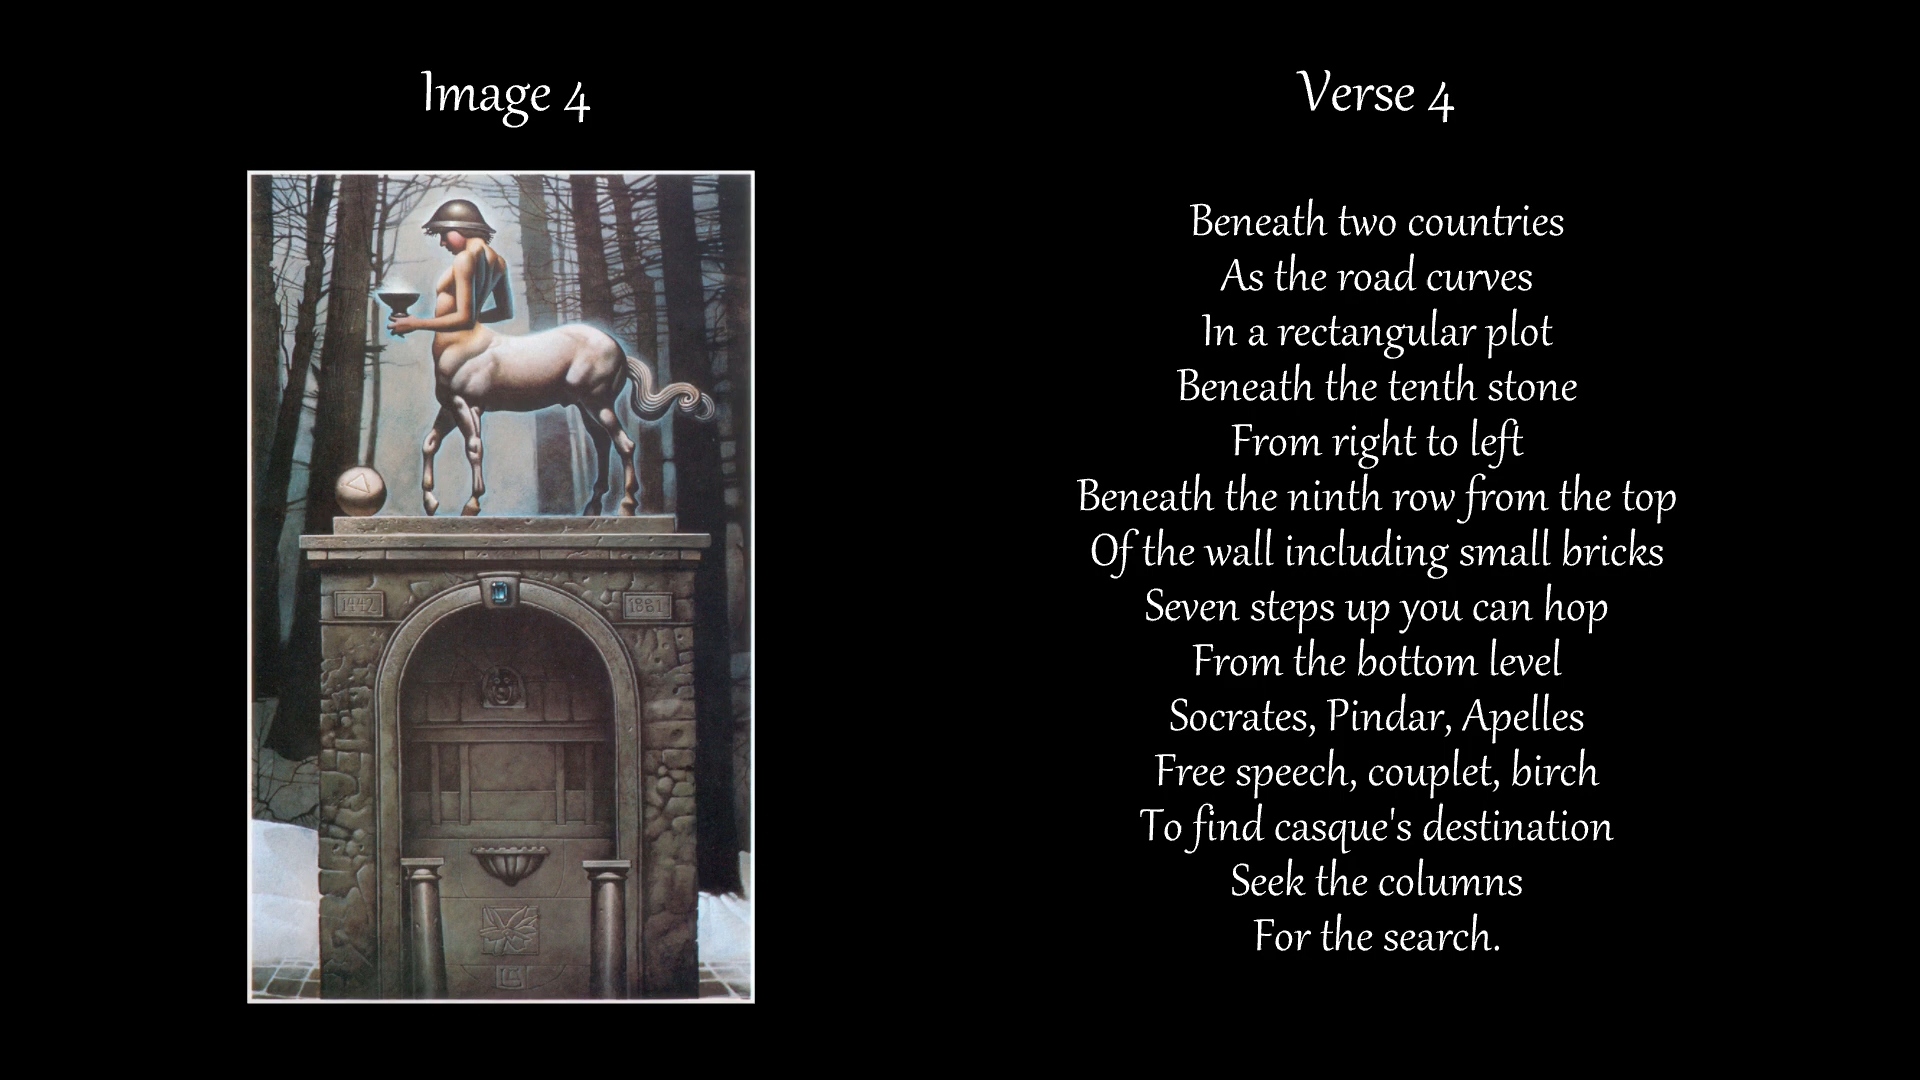 Image 4
Verse 4
1442
1881
Beneath two countries
As the road curves
In a rectangular plot
Beneath the tenth stone
From right to left
Beneath the ninth row from the top
Of the wall including small bricks
Seven steps up you can hop
From the bottom level
Socrates, Pindar, Apelles
Free speech, couplet, birch
To find casque's destination
Seek the columns
For the search.